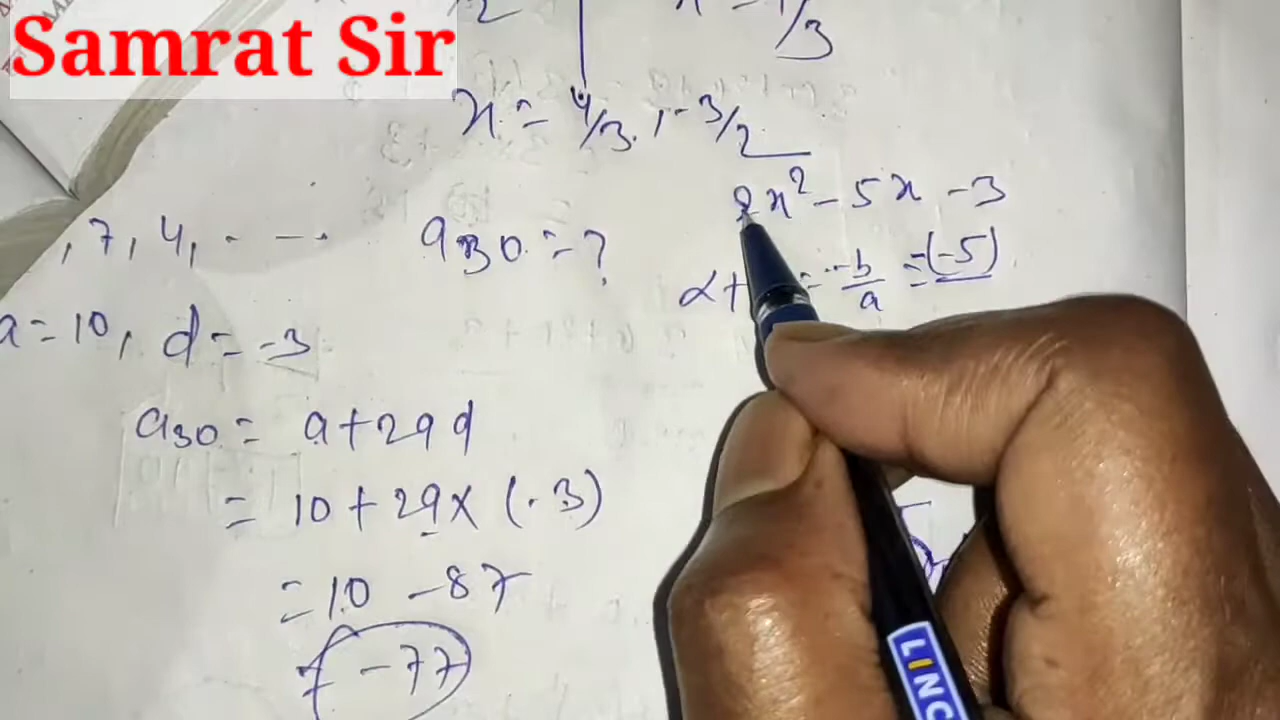 Samrat Sir
x = 4/3, -3/2
2x² - 5x - 3
, 7, 4, - - - a30 = ?
α + = -b/a = -(-5)
a = 10, d = -3
a30 = a + 29d
= 10 + 29 × (-3)
= 10 - 87
= -77
LINC